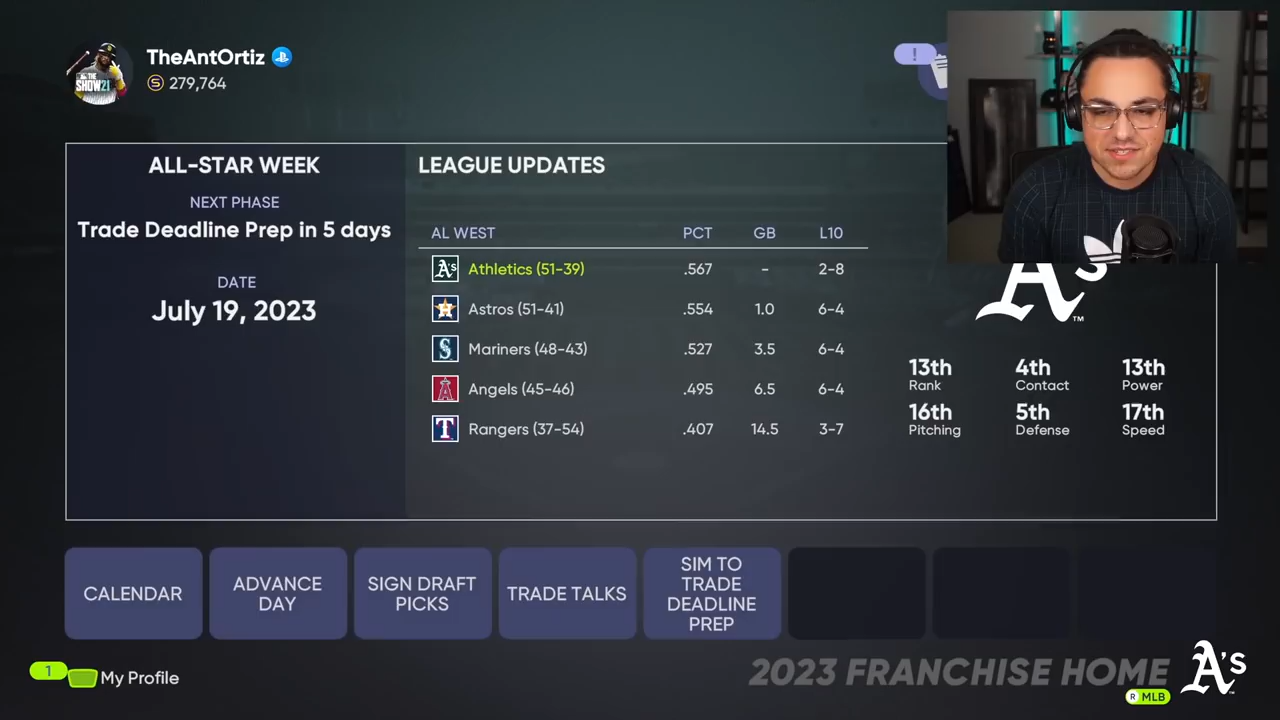 TheAntOrtiz
279,764
THE
SHOW21
!
ALL-STAR WEEK
NEXT PHASE
Trade Deadline Prep in 5 days
DATE
July 19, 2023
LEAGUE UPDATES
AL WEST PCT GB L10
A's Athletics (51-39) .567 - 2-8
Astros (51-41) .554 1.0 6-4
S Mariners (48-43) .527 3.5 6-4
A Angels (45-46) .495 6.5 6-4
T Rangers (37-54) .407 14.5 3-7
A's TM
13th 4th 13th
Rank Contact Power
16th 5th 17th
Pitching Defense Speed
CALENDAR
ADVANCE
DAY
SIGN DRAFT
PICKS
TRADE TALKS
SIM TO
TRADE
DEADLINE
PREP
1 My Profile
2023 FRANCHISE HOME
R MLB
A's